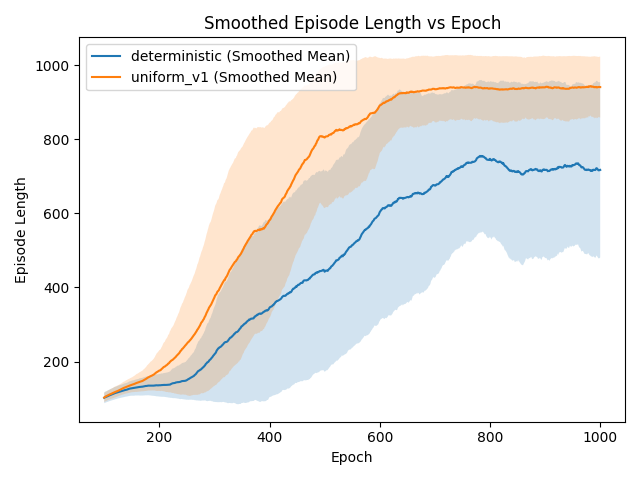 Smoothed Episode Length vs Epoch
deterministic (Smoothed Mean)
uniform_v1 (Smoothed Mean)
Episode Length
1000
800
600
400
200
200 400 600 800 1000
Epoch